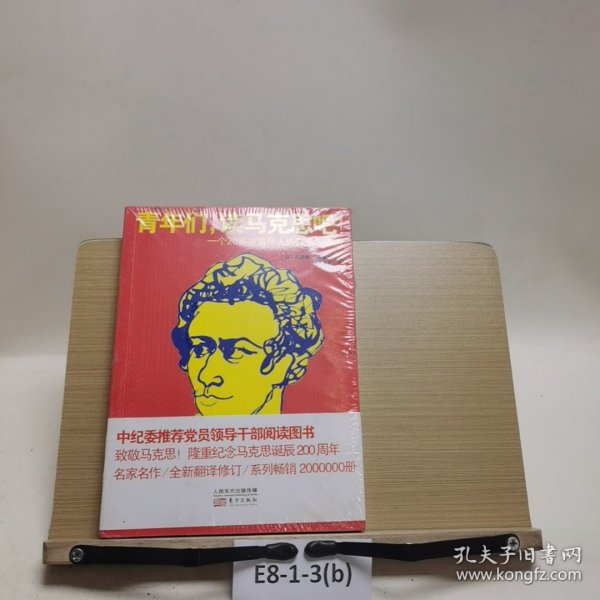 青年们，读马克思吧！
中纪委推荐党员领导干部阅读图书
致敬马克思！隆重纪念马克思诞辰200周年
名家名作/全新翻译修订/系列畅销2000000册
人民东方出版传媒
东方出版社
E8-1-3(b)
孔夫子旧书网
www.kongfz.com